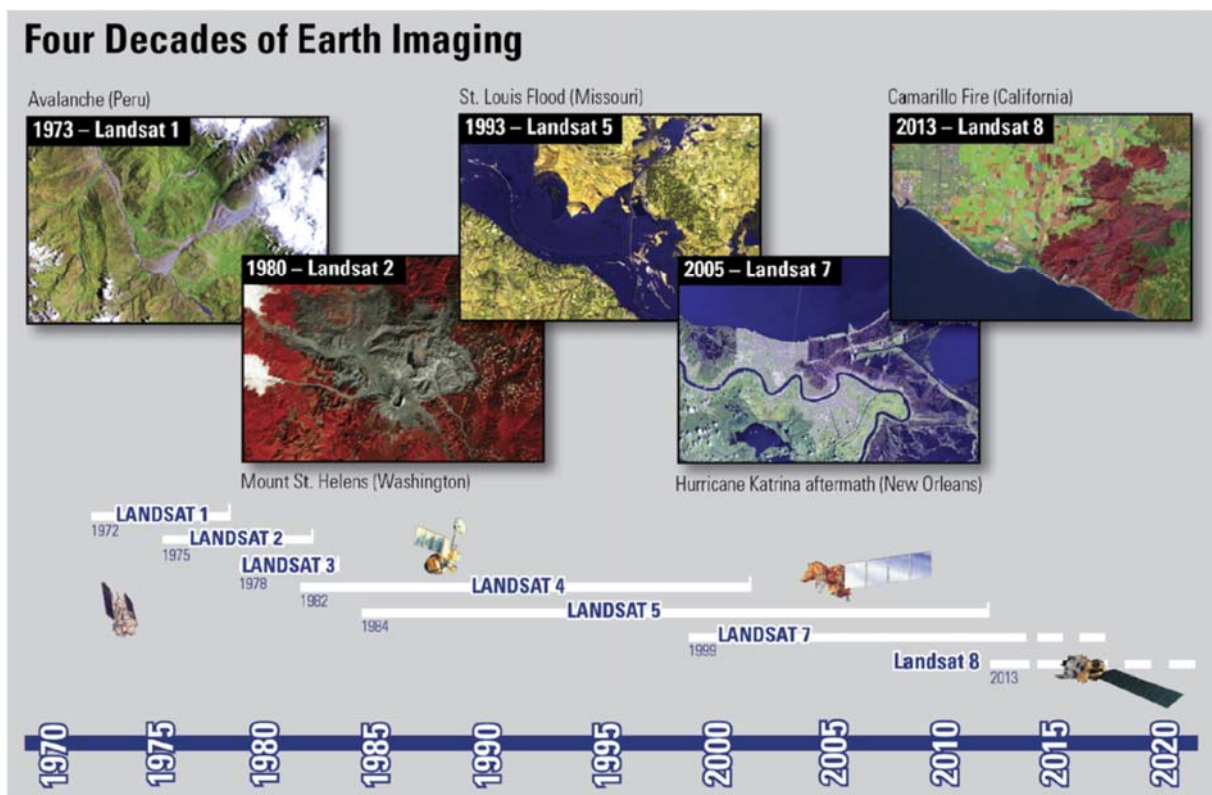 Four Decades of Earth Imaging
Avalanche (Peru)
1973 – Landsat 1
St. Louis Flood (Missouri)
1993 – Landsat 5
Camarillo Fire (California)
2013 – Landsat 8
1980 – Landsat 2
Mount St. Helens (Washington)
2005 – Landsat 7
Hurricane Katrina aftermath (New Orleans)
LANDSAT 1
1972
LANDSAT 2
1975
LANDSAT 3
1978
LANDSAT 4
1982
LANDSAT 5
1984
LANDSAT 7
1999
Landsat 8
2013
1970 1975 1980 1985 1990 1995 2000 2005 2010 2015 2020